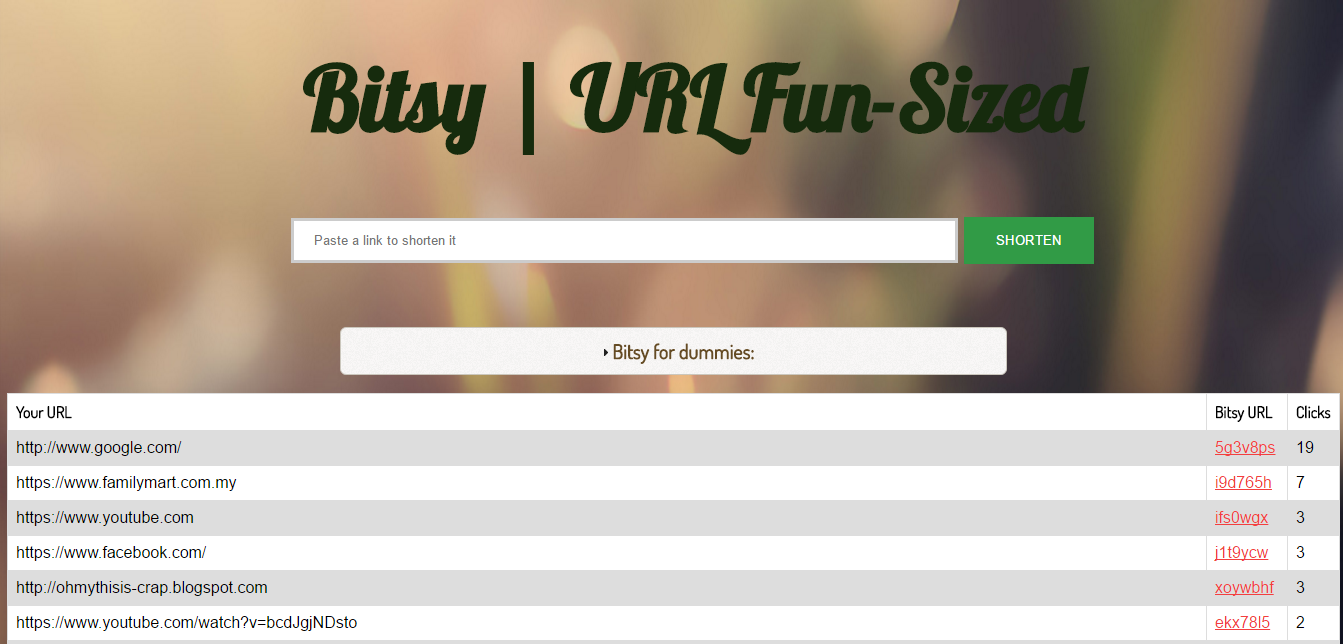 Bitsy | URL Fun-Sized
Paste a link to shorten it SHORTEN
Bitsy for dummies:
Your URL Bitsy URL Clicks
http://www.google.com/ 5g3v8ps 19
https://www.familymart.com.my i9d765h 7
https://www.youtube.com ifs0wgx 3
https://www.facebook.com/ j1t9ycw 3
http://ohmythisis-crap.blogspot.com xoywbhf 3
https://www.youtube.com/watch?v=bcdJgjNDsto ekx78l5 2